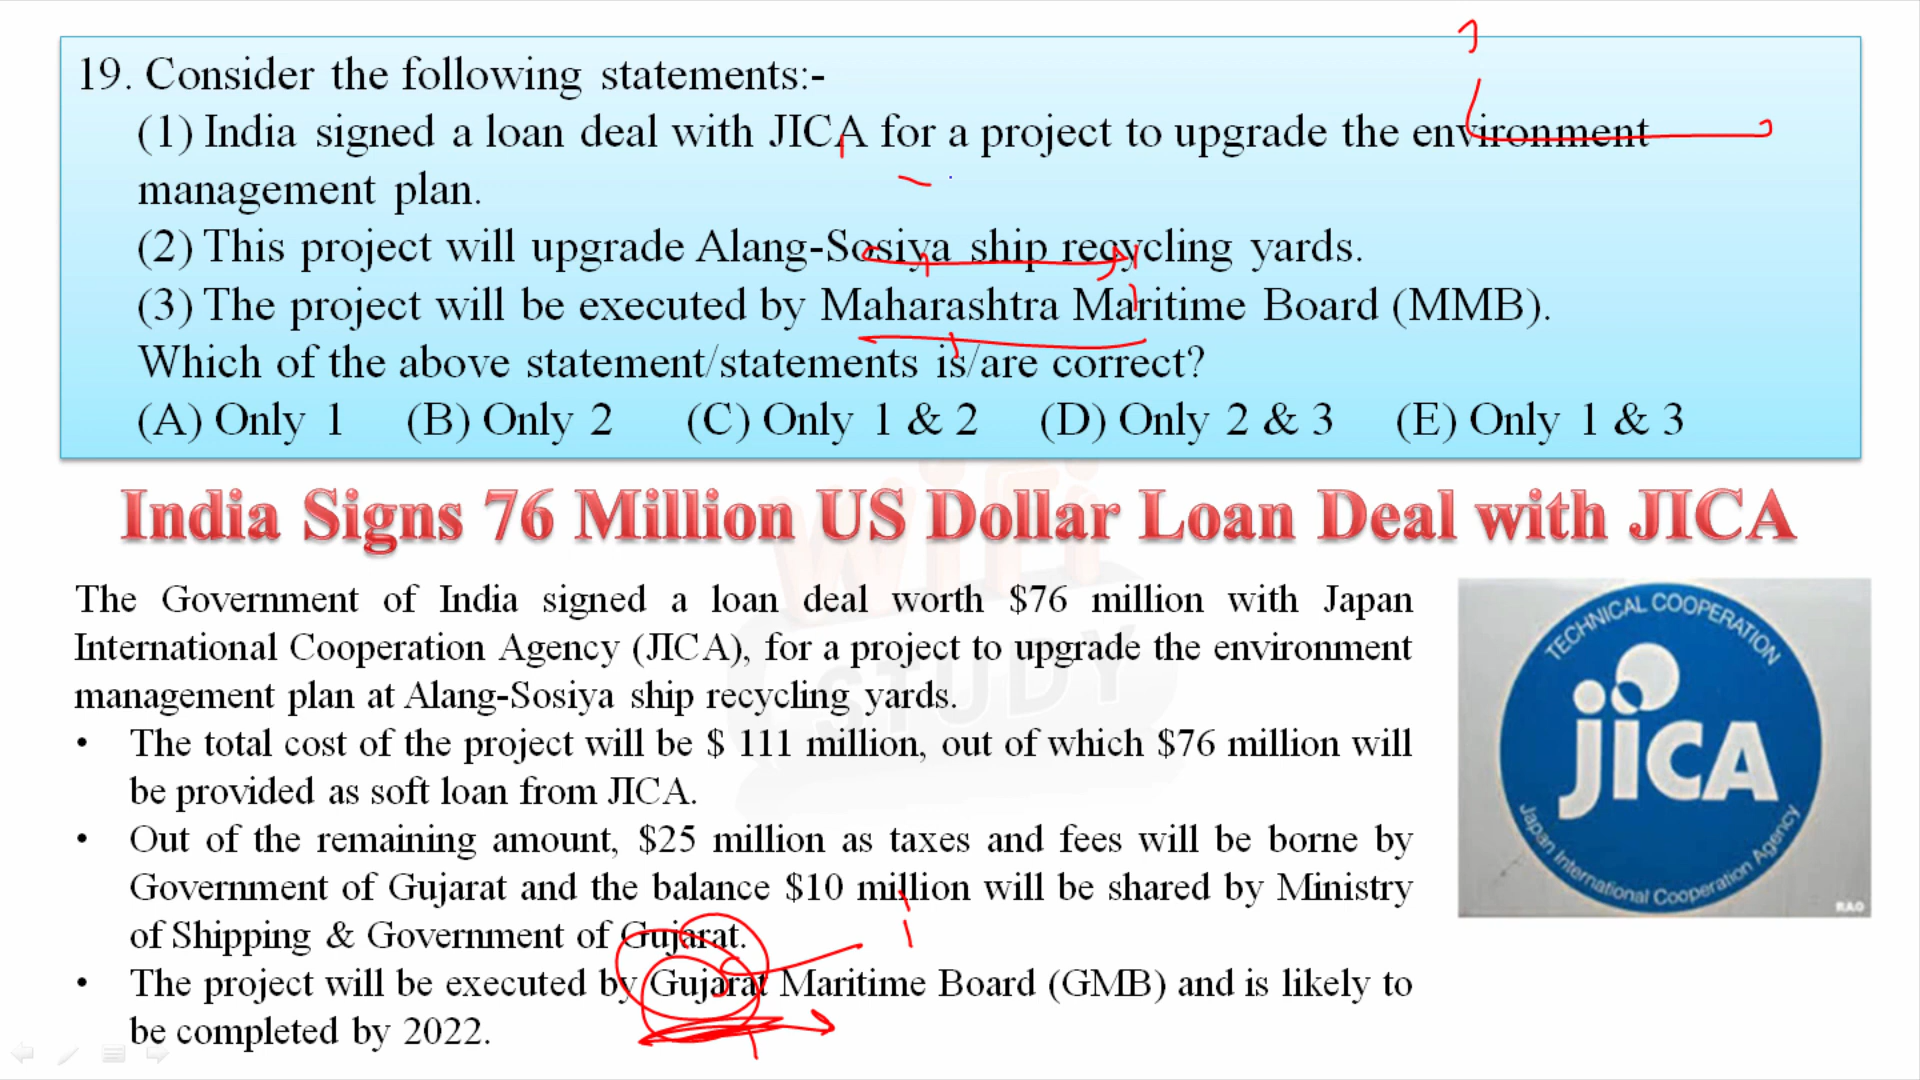 19. Consider the following statements:-
(1) India signed a loan deal with JICA for a project to upgrade the environment
management plan.
(2) This project will upgrade Alang-Sosiya ship recycling yards.
(3) The project will be executed by Maharashtra Maritime Board (MMB).
Which of the above statement/statements is/are correct?
(A) Only 1 (B) Only 2 (C) Only 1 & 2 (D) Only 2 & 3 (E) Only 1 & 3
India Signs 76 Million US Dollar Loan Deal with JICA
The Government of India signed a loan deal worth $76 million with Japan
International Cooperation Agency (JICA), for a project to upgrade the environment
management plan at Alang-Sosiya ship recycling yards.
• The total cost of the project will be $ 111 million, out of which $76 million will
be provided as soft loan from JICA.
• Out of the remaining amount, $25 million as taxes and fees will be borne by
Government of Gujarat and the balance $10 million will be shared by Ministry
of Shipping & Government of Gujarat.
• The project will be executed by Gujarat Maritime Board (GMB) and is likely to
be completed by 2022.
TECHNICAL COOPERATION
jiCA
Japan International Cooperation Agency
RAO
WiFi
STUDY